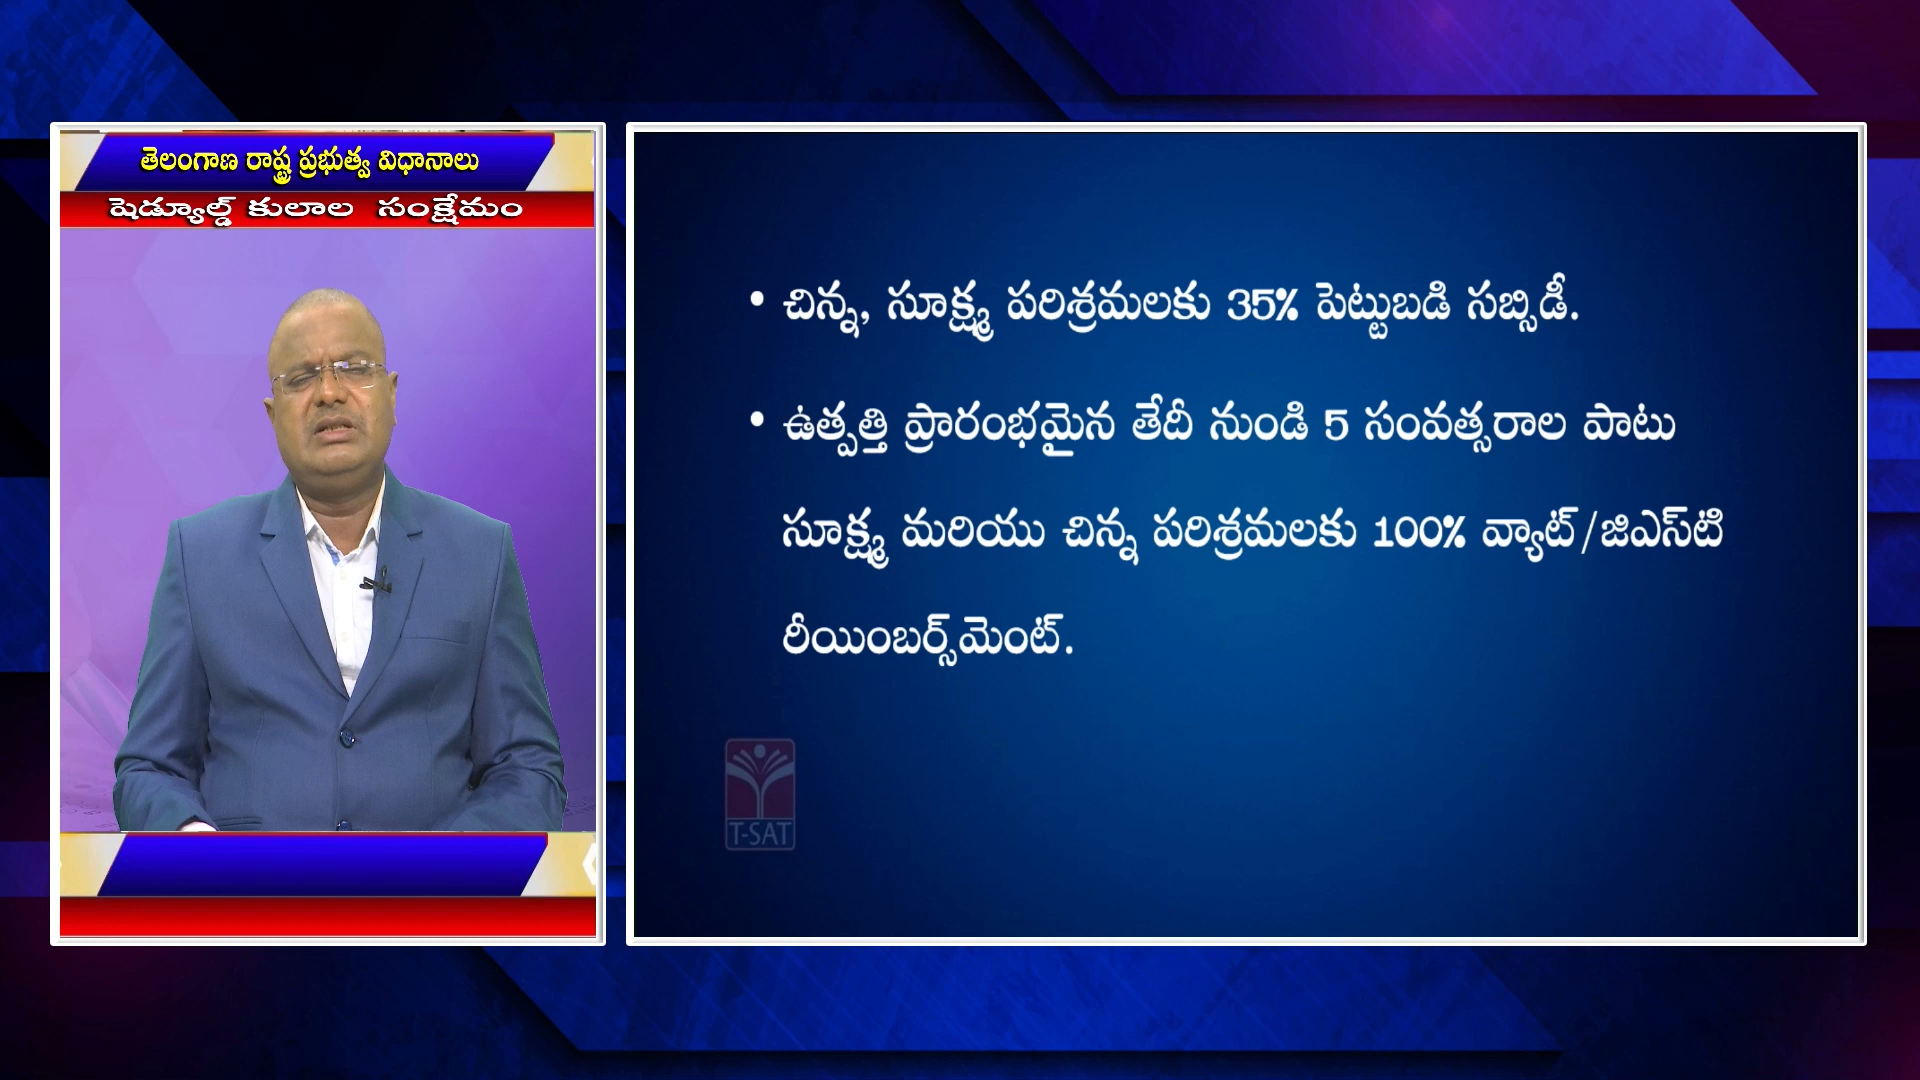 తెలంగాణ రాష్ట్ర ప్రభుత్వ విధానాలు
షెడ్యూల్డ్ కులాల సంక్షేమం
• చిన్న, సూక్ష్మ పరిశ్రమలకు 35% పెట్టుబడి సబ్సిడీ.
• ఉత్పత్తి ప్రారంభమైన తేదీ నుండి 5 సంవత్సరాల పాటు
సూక్ష్మ మరియు చిన్న పరిశ్రమలకు 100% వ్యాట్/జిఎస్‌టి
రీయింబర్స్‌మెంట్.
T-SAT